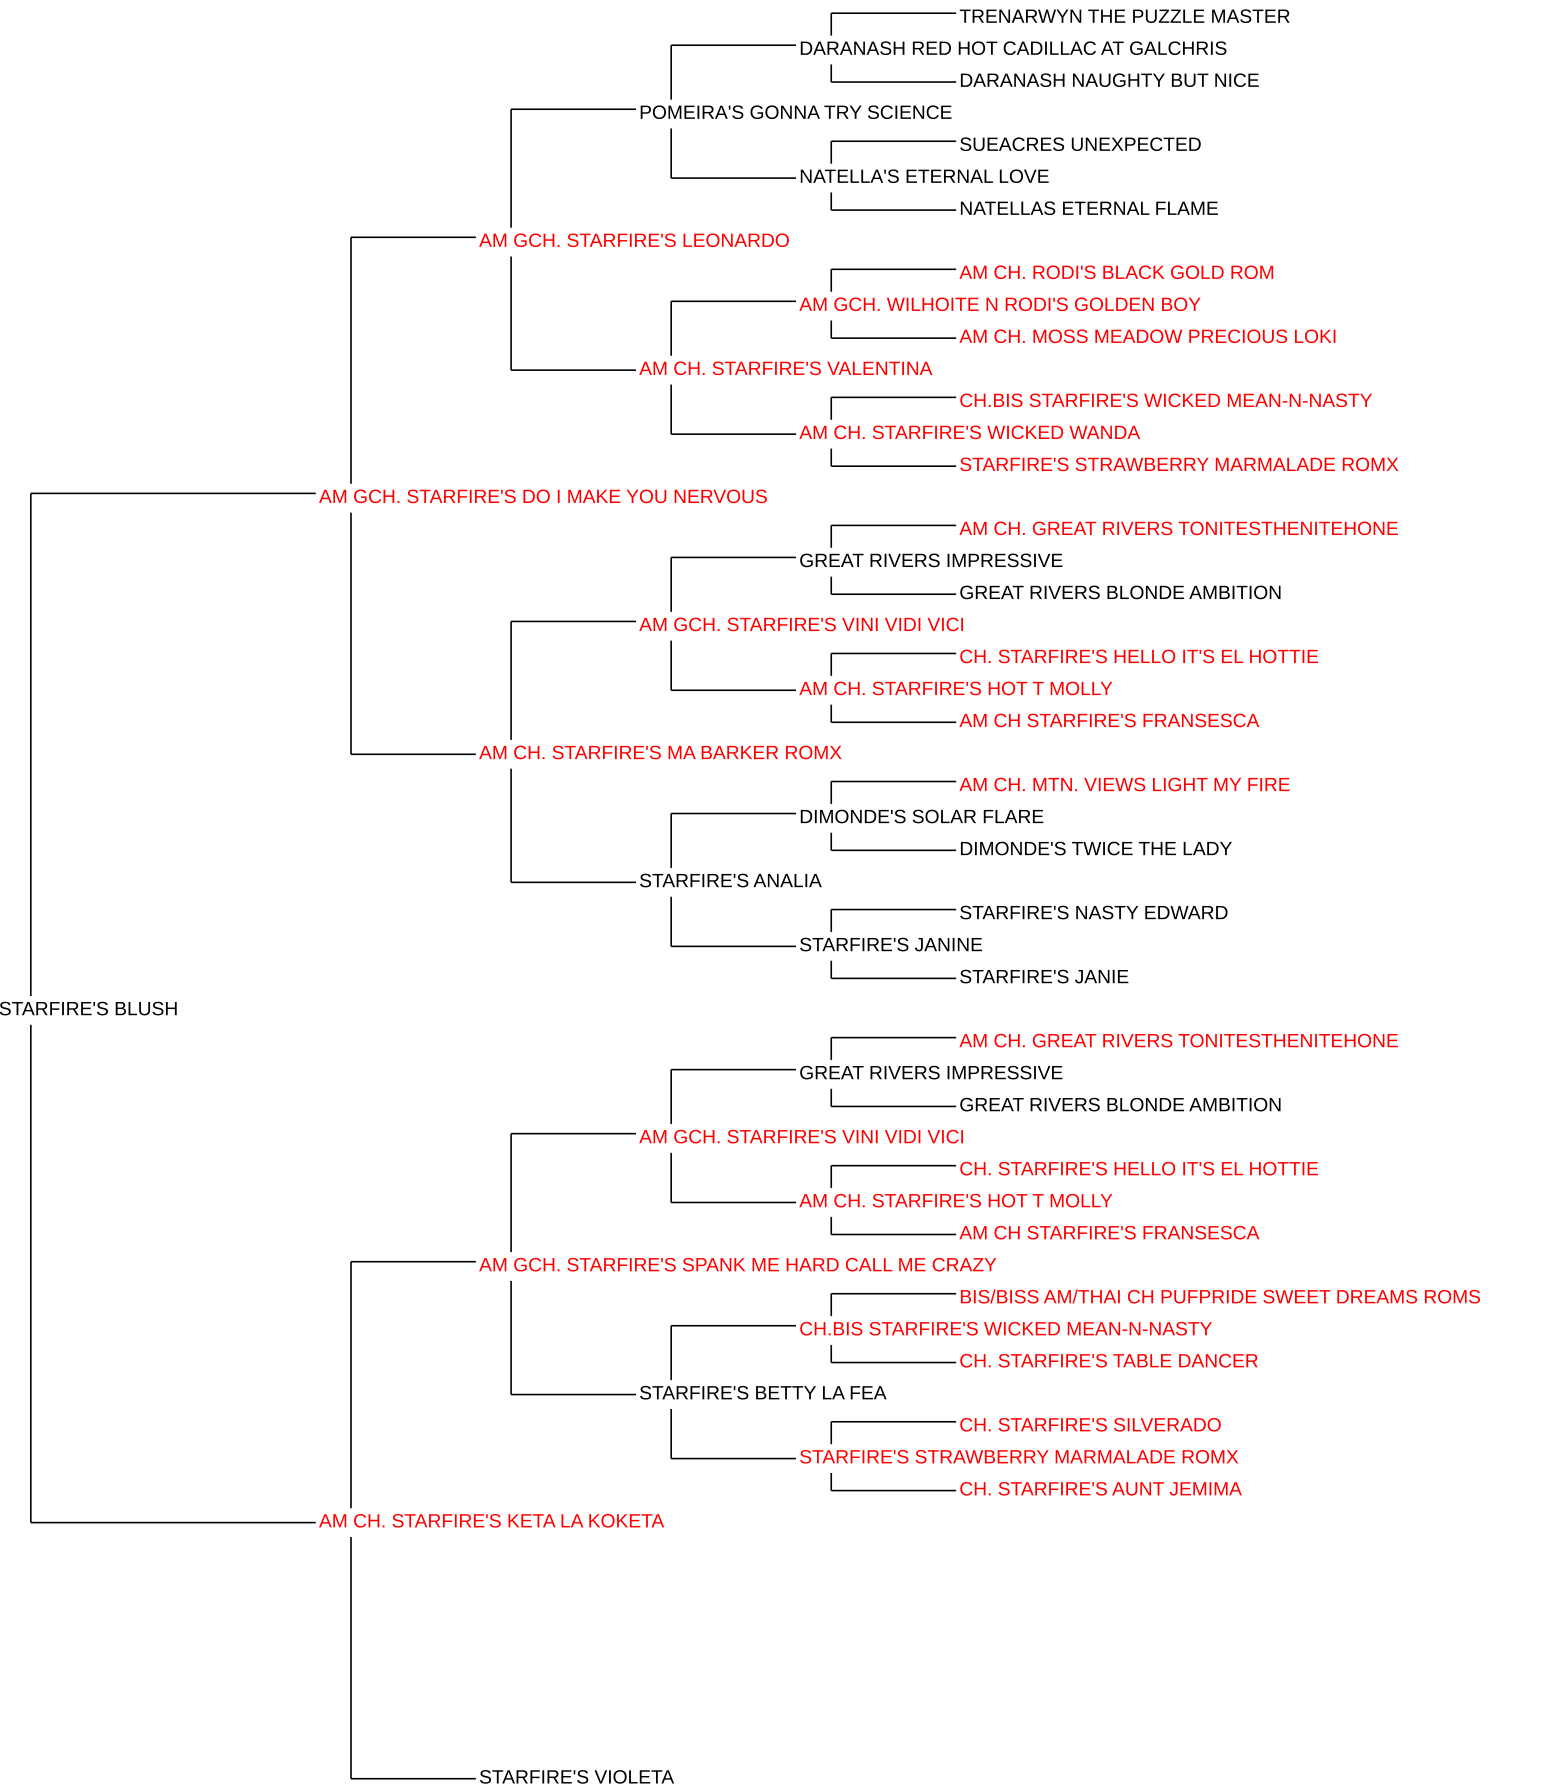 TRENARWYN THE PUZZLE MASTER
DARANASH RED HOT CADILLAC AT GALCHRIS
DARANASH NAUGHTY BUT NICE
POMEIRA'S GONNA TRY SCIENCE
SUEACRES UNEXPECTED
NATELLA'S ETERNAL LOVE
NATELLAS ETERNAL FLAME
AM GCH. STARFIRE'S LEONARDO
AM CH. RODI'S BLACK GOLD ROM
AM GCH. WILHOITE N RODI'S GOLDEN BOY
AM CH. MOSS MEADOW PRECIOUS LOKI
AM CH. STARFIRE'S VALENTINA
CH.BIS STARFIRE'S WICKED MEAN-N-NASTY
AM CH. STARFIRE'S WICKED WANDA
STARFIRE'S STRAWBERRY MARMALADE ROMX
AM GCH. STARFIRE'S DO I MAKE YOU NERVOUS
AM CH. GREAT RIVERS TONITESTHENITEHONE
GREAT RIVERS IMPRESSIVE
GREAT RIVERS BLONDE AMBITION
AM GCH. STARFIRE'S VINI VIDI VICI
CH. STARFIRE'S HELLO IT'S EL HOTTIE
AM CH. STARFIRE'S HOT T MOLLY
AM CH STARFIRE'S FRANSESCA
AM CH. STARFIRE'S MA BARKER ROMX
AM CH. MTN. VIEWS LIGHT MY FIRE
DIMONDE'S SOLAR FLARE
DIMONDE'S TWICE THE LADY
STARFIRE'S ANALIA
STARFIRE'S NASTY EDWARD
STARFIRE'S JANINE
STARFIRE'S JANIE
STARFIRE'S BLUSH
AM CH. GREAT RIVERS TONITESTHENITEHONE
GREAT RIVERS IMPRESSIVE
GREAT RIVERS BLONDE AMBITION
AM GCH. STARFIRE'S VINI VIDI VICI
CH. STARFIRE'S HELLO IT'S EL HOTTIE
AM CH. STARFIRE'S HOT T MOLLY
AM CH STARFIRE'S FRANSESCA
AM GCH. STARFIRE'S SPANK ME HARD CALL ME CRAZY
BIS/BISS AM/THAI CH PUFPRIDE SWEET DREAMS ROMS
CH.BIS STARFIRE'S WICKED MEAN-N-NASTY
CH. STARFIRE'S TABLE DANCER
STARFIRE'S BETTY LA FEA
CH. STARFIRE'S SILVERADO
STARFIRE'S STRAWBERRY MARMALADE ROMX
CH. STARFIRE'S AUNT JEMIMA
AM CH. STARFIRE'S KETA LA KOKETA
STARFIRE'S VIOLETA